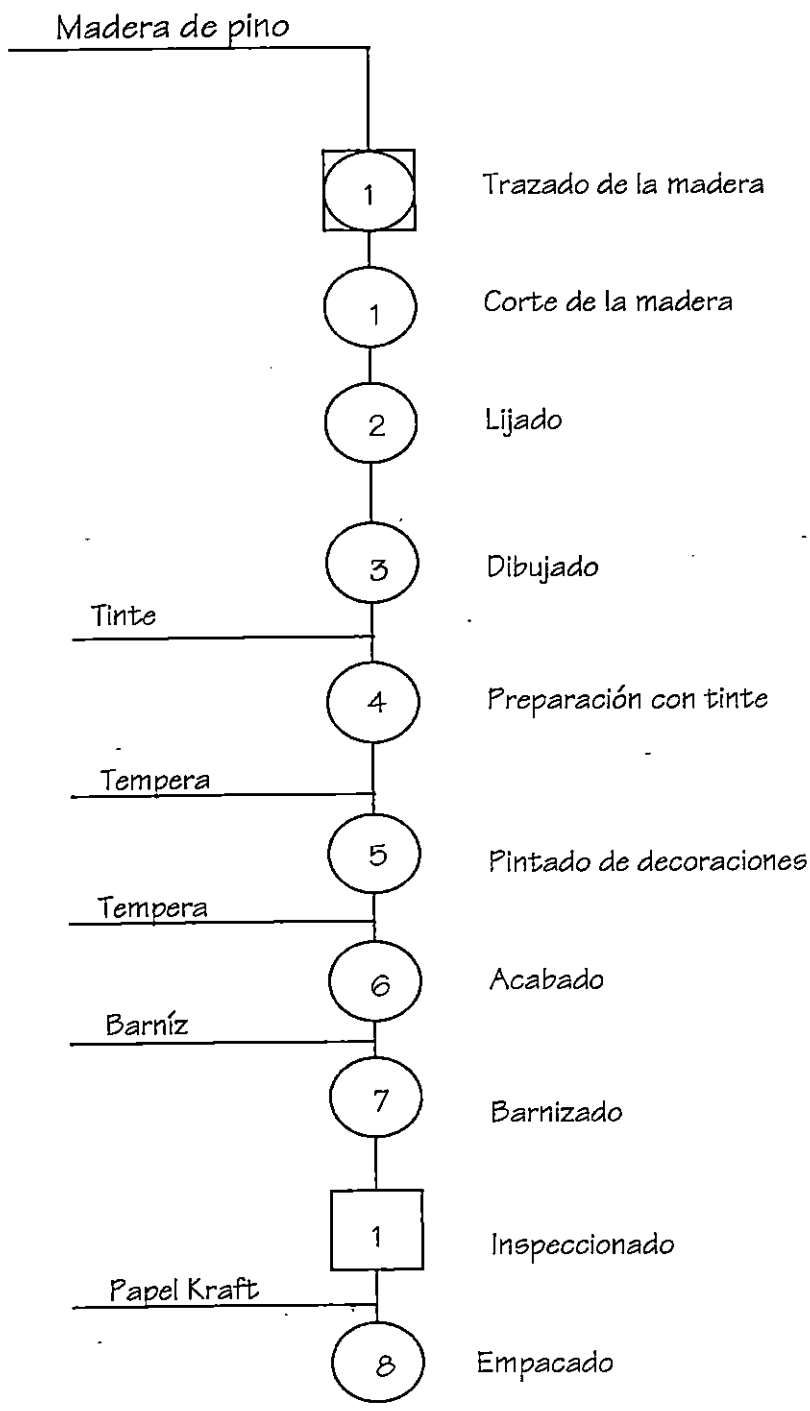 Madera de pino
1 Trazado de la madera
1 Corte de la madera
2 Lijado
3 Dibujado
Tinte
4 Preparación con tinte
Tempera
5 Pintado de decoraciones
Tempera
6 Acabado
Barníz
7 Barnizado
1 Inspeccionado
Papel Kraft
8 Empacado